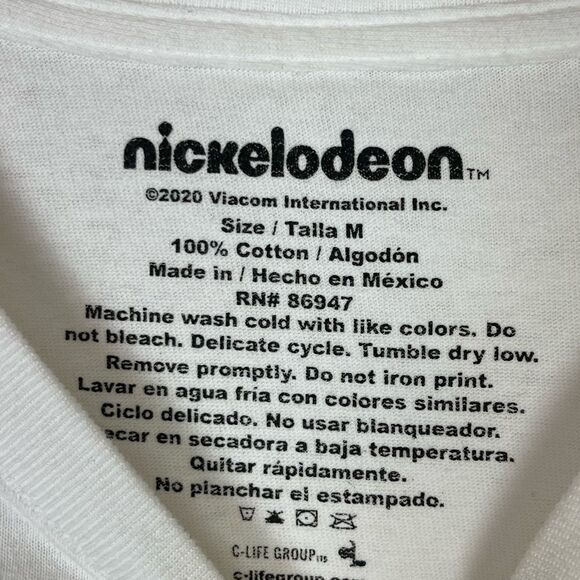 nickelodeon™
©2020 Viacom International Inc.
Size / Talla M
100% Cotton / Algodón
Made in / Hecho en México
RN# 86947
Machine wash cold with like colors. Do
not bleach. Delicate cycle. Tumble dry low.
Remove promptly. Do not iron print.
Lavar en agua fría con colores similares.
Ciclo delicado. No usar blanqueador.
ecar en secadora a baja temperatura.
Quitar rápidamente.
No planchar el estampado.
C-LIFE GROUP
c-lifegroup.com